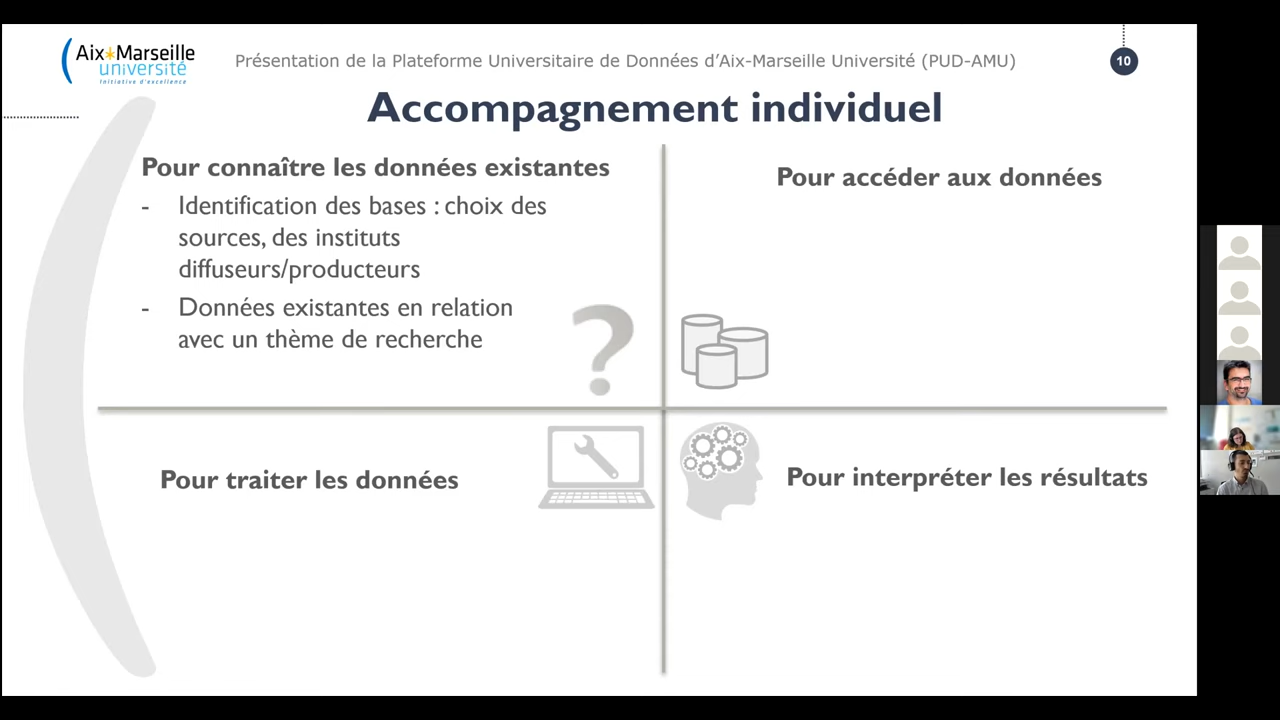 Aix*Marseille
université
Initiative d'excellence
Présentation de la Plateforme Universitaire de Données d'Aix-Marseille Université (PUD-AMU)
10
Accompagnement individuel
Pour connaître les données existantes
- Identification des bases : choix des
sources, des instituts
diffuseurs/producteurs
- Données existantes en relation
avec un thème de recherche
?
Pour accéder aux données
Pour traiter les données
Pour interpréter les résultats